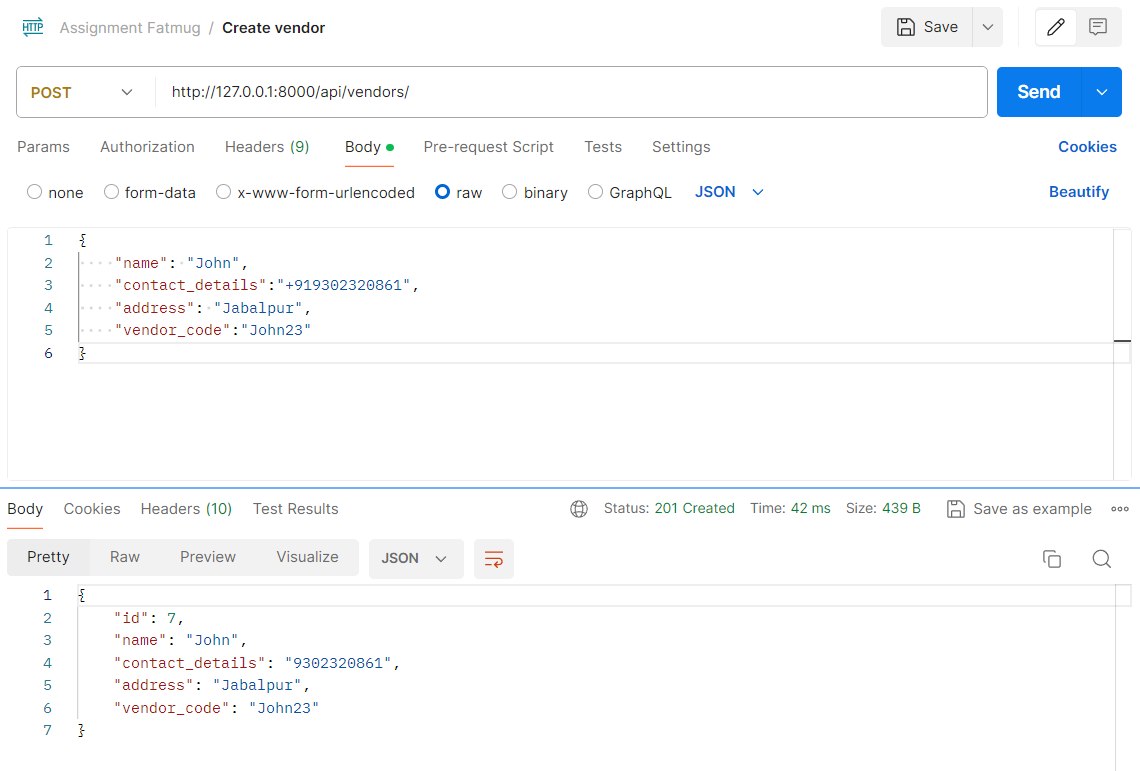 HTTP Assignment Fatmug / Create vendor Save
POST http://127.0.0.1:8000/api/vendors/ Send
Params Authorization Headers (9) Body Pre-request Script Tests Settings Cookies
none form-data x-www-form-urlencoded raw binary GraphQL JSON Beautify
1 {
2 ····"name":·"John",
3 ····"contact_details":"+919302320861",
4 ····"address":·"Jabalpur",
5 ····"vendor_code":"John23"
6 }
Body Cookies Headers (10) Test Results Status: 201 Created Time: 42 ms Size: 439 B Save as example
Pretty Raw Preview Visualize JSON
1 {
2     "id": 7,
3     "name": "John",
4     "contact_details": "9302320861",
5     "address": "Jabalpur",
6     "vendor_code": "John23"
7 }